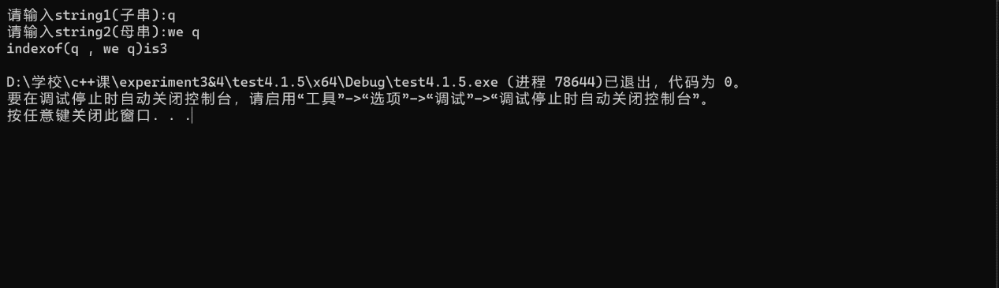 请输入string1(子串):q
请输入string2(母串):we q
indexof(q , we q)is3
D:\学校\c++课\experiment3&4\test4.1.5\x64\Debug\test4.1.5.exe (进程 78644)已退出，代码为 0。
要在调试停止时自动关闭控制台，请启用“工具”->“选项”->“调试”->“调试停止时自动关闭控制台”。
按任意键关闭此窗口. . .